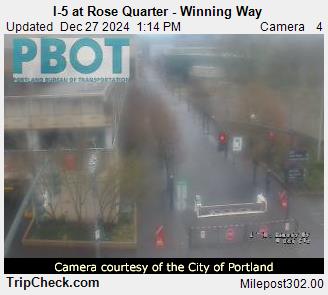 I-5 at Rose Quarter - Winning Way
Updated Dec 27 2024 1:14 PM Camera 4
PBOT
PORTLAND BUREAU OF TRANSPORTATION
Camera courtesy of the City of Portland
TripCheck.com Milepost302.00